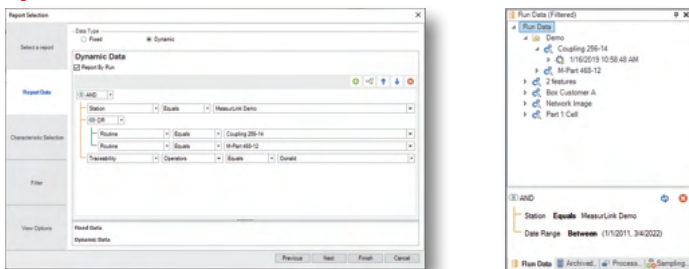 Report Selection
Select a report
Report Data
Characteristic Selection
Filter
View Options
Data Type
Fixed Dynamic
Dynamic Data
Report By Run
AND
Station Equals MeasurLink Demo
OR
Routine Equals Coupling 256-14
Routine Equals M-Part 468-12
Traceability Operators Equals Donald
Fixed Data
Dynamic Data
Previous Next Finish Cancel
Run Data (Filtered)
Run Data
Demo
Coupling 256-14
1/16/2019 10:58:48 AM
M-Part 468-12
2 features
Box Customer A
Network Image
Part 1 Cell
AND
Station Equals MeasurLink Demo
Date Range Between (1/1/2011, 3/4/2022)
Run Data Archived.. Process.. Sampling..